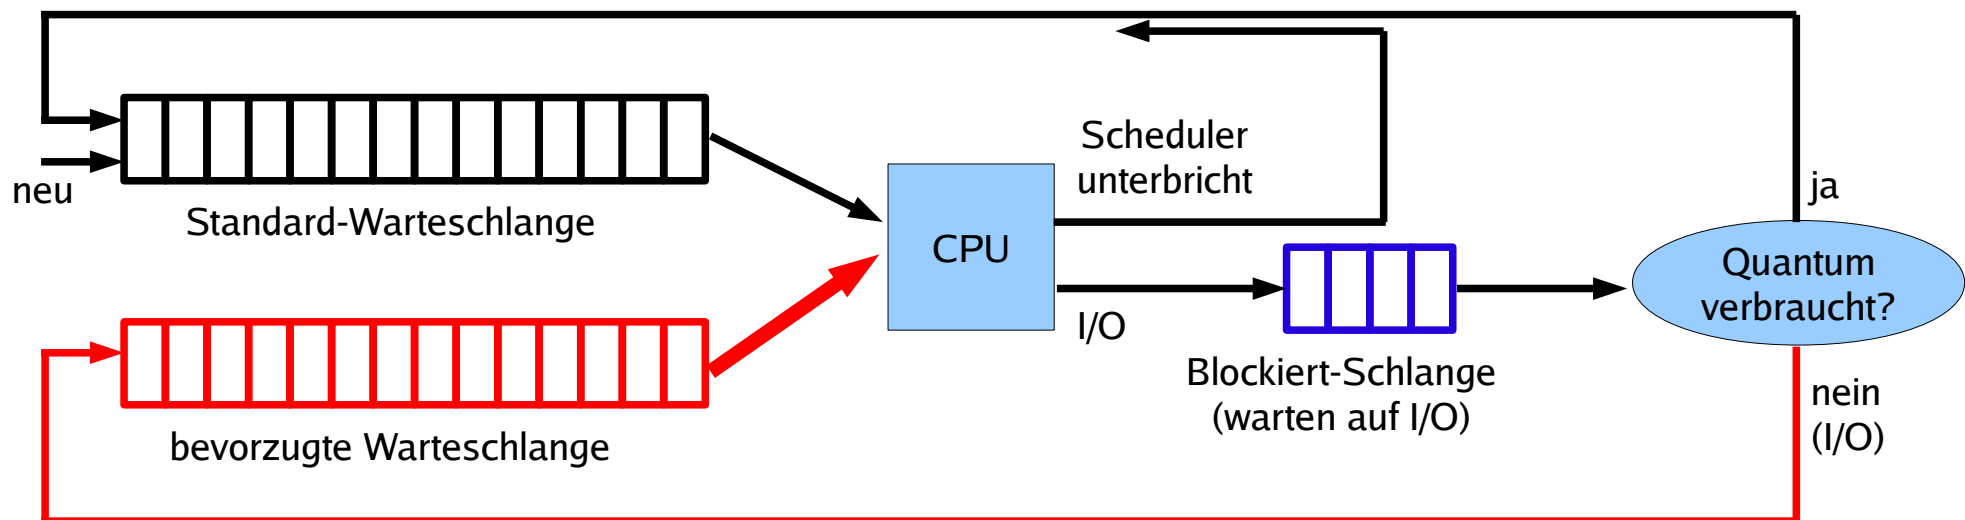 neu
Standard-Warteschlange
bevorzugte Warteschlange
CPU
Scheduler
unterbricht
I/O
Blockiert-Schlange
(warten auf I/O)
Quantum
verbraucht?
ja
nein
(I/O)